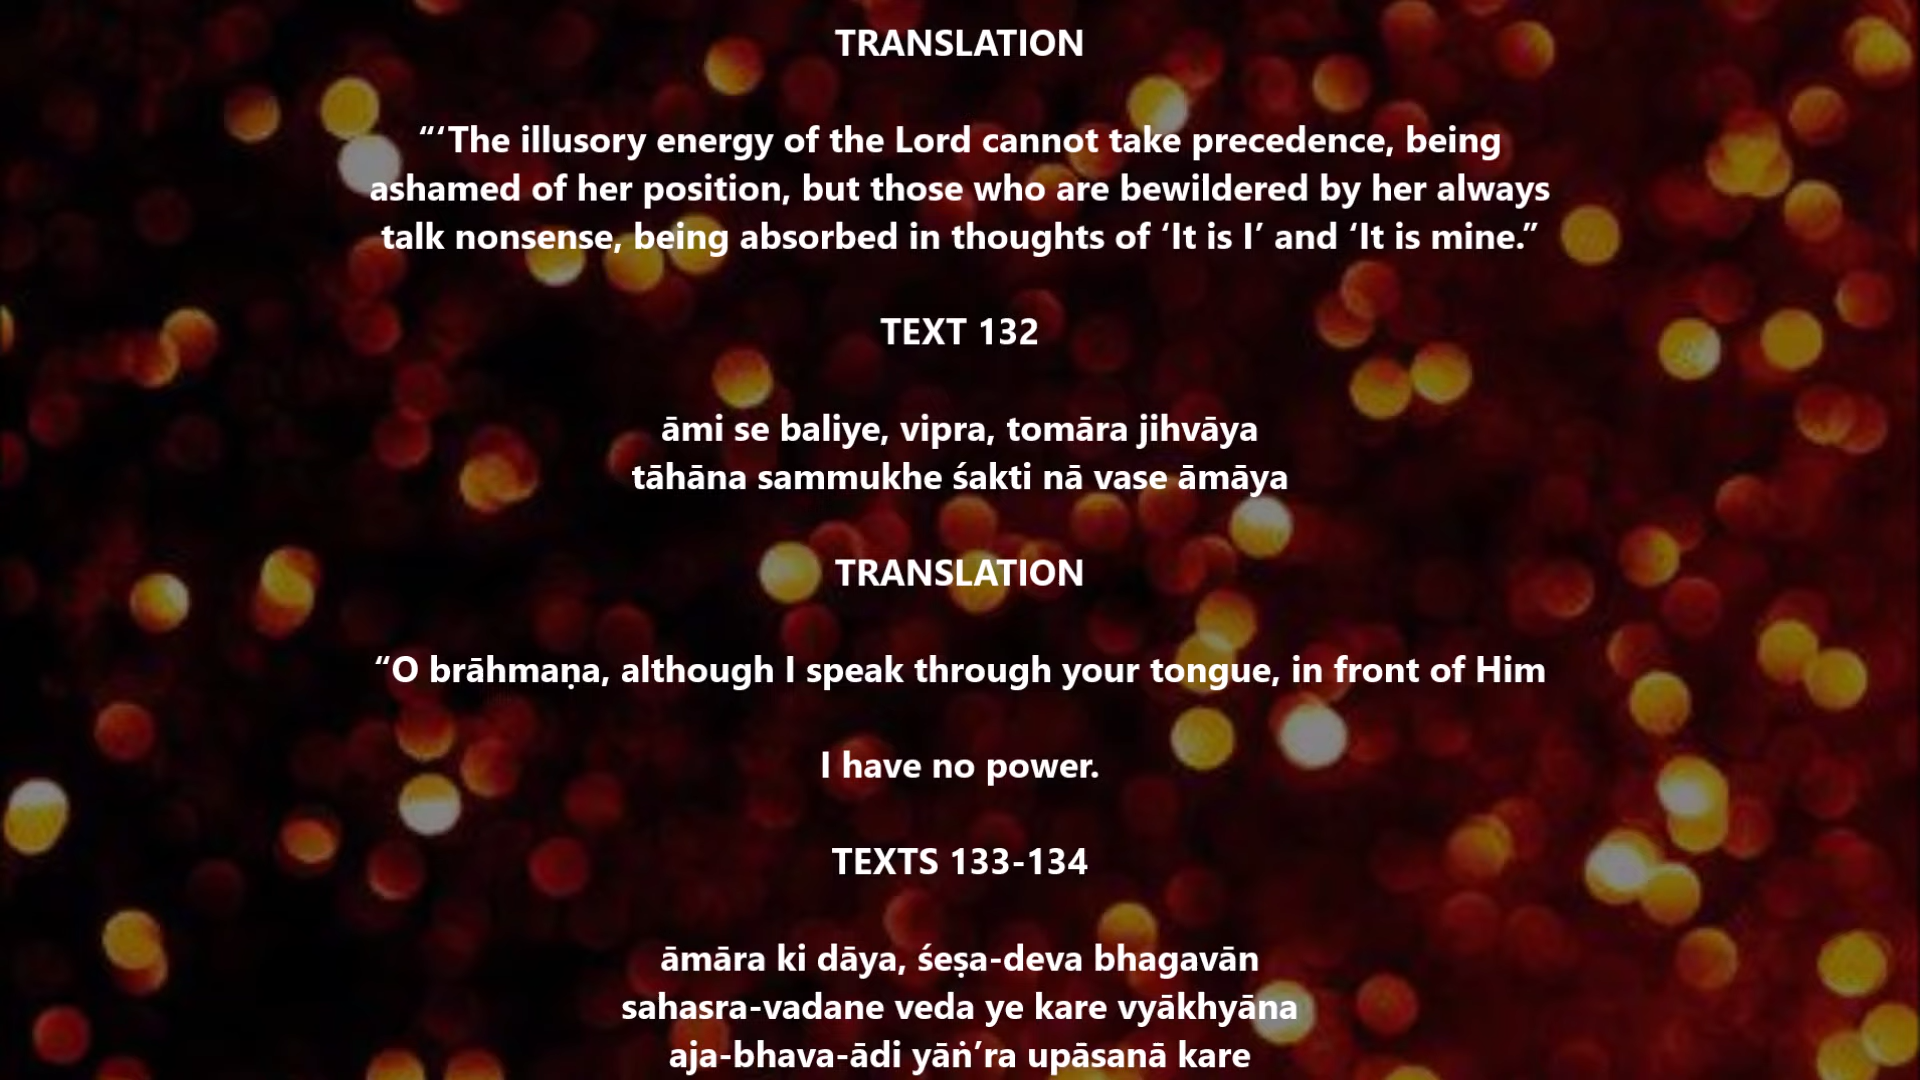 TRANSLATION
“‘The illusory energy of the Lord cannot take precedence, being
ashamed of her position, but those who are bewildered by her always
talk nonsense, being absorbed in thoughts of ‘It is I’ and ‘It is mine.”
TEXT 132
āmi se baliye, vipra, tomāra jihvāya
tāhāna sammukhe śakti nā vase āmāya
TRANSLATION
“O brāhmaṇa, although I speak through your tongue, in front of Him
I have no power.
TEXTS 133-134
āmāra ki dāya, śeṣa-deva bhagavān
sahasra-vadane veda ye kare vyākhyāna
aja-bhava-ādi yāṅ’ra upāsanā kare